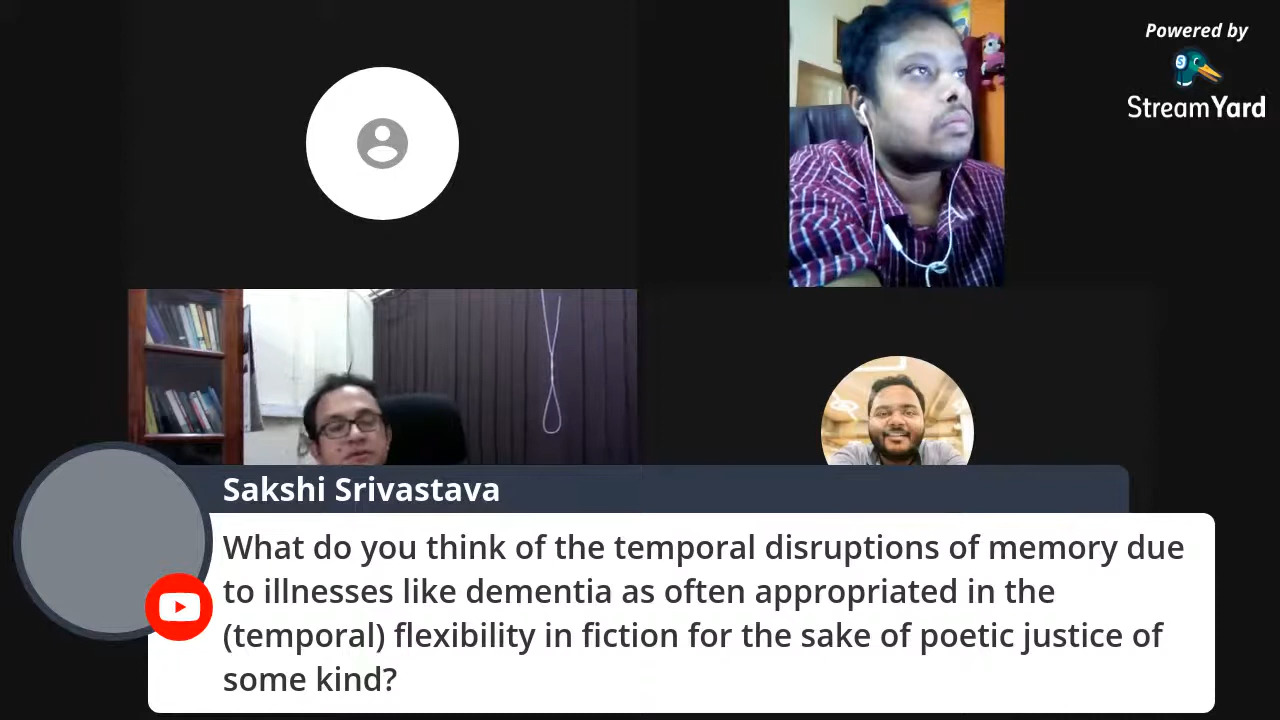 Powered by
StreamYard
Sakshi Srivastava
What do you think of the temporal disruptions of memory due
to illnesses like dementia as often appropriated in the
(temporal) flexibility in fiction for the sake of poetic justice of
some kind?